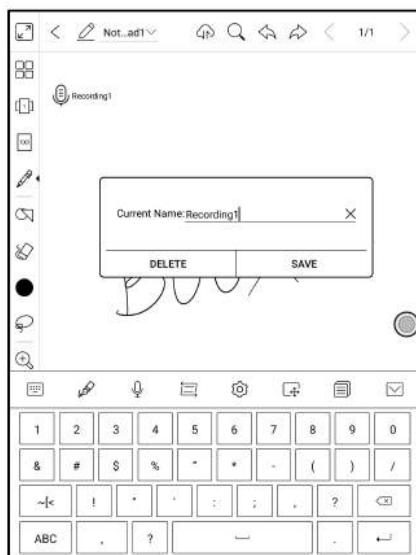 Not...ad1 1/1
Recording1
Current Name:Recording1
DELETE SAVE
1 2 3 4 5 6 7 8 9 0
& # $ % " * - ( ) /
~[< ! " ' : ; , ?
ABC , ? .